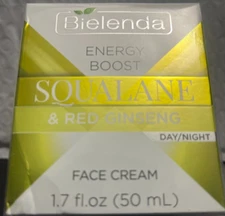 Bielenda
ENERGY
BOOST
SQUALANE
& RED GINSENG
DAY/NIGHT
FACE CREAM
1.7 fl.oz (50 mL)